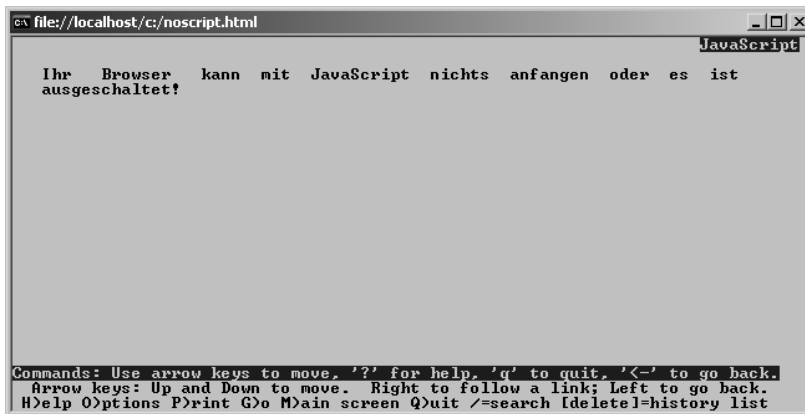 file://localhost/c:/noscript.html
JavaScript
Ihr Browser kann mit JavaScript nichts anfangen oder es ist
ausgeschaltet!
Commands: Use arrow keys to move, '?' for help, 'q' to quit, '<-' to go back.
Arrow keys: Up and Down to move. Right to follow a link; Left to go back.
H)elp O)ptions P)rint G)o M)ain screen Q)uit /=search [delete]=history list